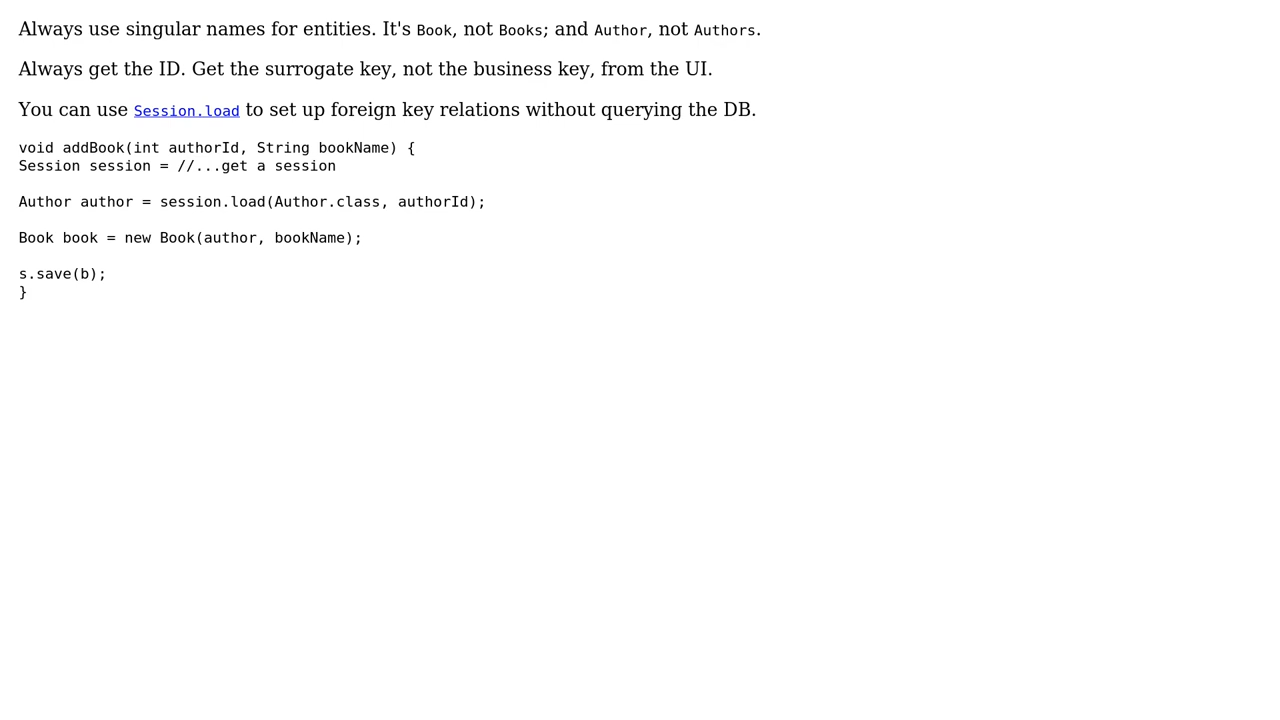 Always use singular names for entities. It's Book, not Books; and Author, not Authors.
Always get the ID. Get the surrogate key, not the business key, from the UI.
You can use Session.load to set up foreign key relations without querying the DB.
void addBook(int authorId, String bookName) {
Session session = //...get a session
Author author = session.load(Author.class, authorId);
Book book = new Book(author, bookName);
s.save(b);
}